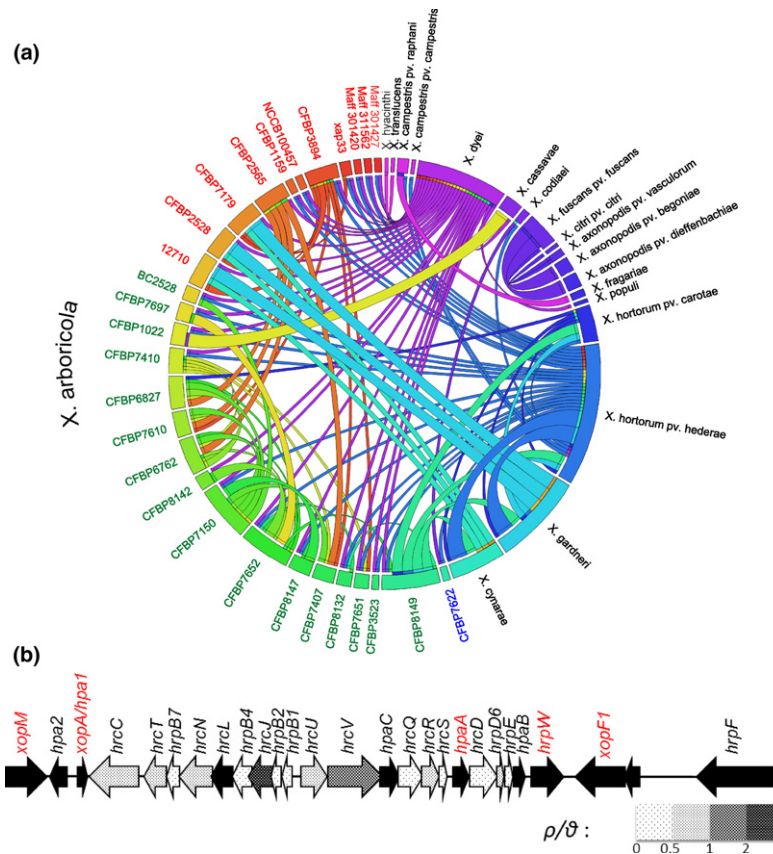 (a)
X. arboricola
CFBP3523
CFBP7651
CFBP8132
CFBP7407
CFBP8147
CFBP7652
CFBP7150
CFBP8142
CFBP6762
CFBP7610
CFBP6827
CFBP7410
CFBP1022
CFBP7697
BC2528
12710
CFBP2528
CFBP7179
CFBP2565
CFBP1159
NCCB100457
CFBP3894
xap33
Maff 301420
Maff 311562
Maff 301427
X. hyacinthi
X. translucens
X. campestris pv. raphani
X. campestris pv. campestris
X. dyei
X. cassavae
X. codiaei
X. fuscans pv. fuscans
X. citri pv. citri
X. axonopodis pv. vasculorum
X. axonopodis pv. begoniae
X. axonopodis pv. dieffenbachiae
X. fragariae
X. populi
X. hortorum pv. carotae
X. hortorum pv. hederae
X. gardneri
X. cynarae
CFBP7622
CFBP8149
(b)
xopM
hpa2
xopA/hpa1
hrcC
hrcT
hrpB7
hrcN
hrcL
hrpB4
hrcJ
hrpB2
hrpB1
hrcU
hrcV
hpaC
hrcQ
hrcR
hrcS
hpaA
hrcD
hrpD6
hrpE
hpaB
hrpW
xopF1
hrpF
ρ/ϑ :
0 0.5 1 2